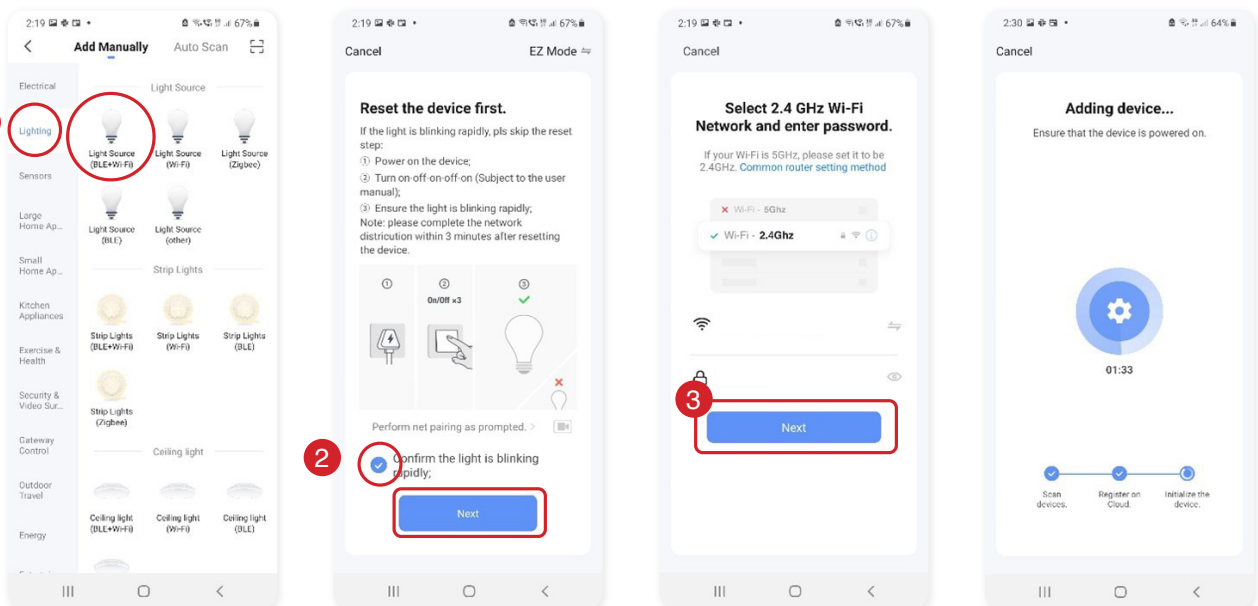 2:19
67%
Add Manually Auto Scan
Electrical
Lighting
Sensors
Large
Home Ap...
Small
Home Ap...
Kitchen
Appliances
Exercise &
Health
Security &
Video Sur...
Gateway
Control
Outdoor
Travel
Energy
Light Source
Light Source
(BLE+Wi-Fi)
Light Source
(Wi-Fi)
Light Source
(Zigbee)
Light Source
(BLE)
Light Source
(other)
Strip Lights
Strip Lights
(BLE+Wi-Fi)
Strip Lights
(Wi-Fi)
Strip Lights
(BLE)
Strip Lights
(Zigbee)
Ceiling light
Ceiling light
(BLE+Wi-Fi)
Ceiling light
(Wi-Fi)
Ceiling light
(BLE)
2:19
67%
Cancel EZ Mode
Reset the device first.
If the light is blinking rapidly, pls skip the reset
step:
① Power on the device;
② Turn on-off-on-off-on (Subject to the user
manual);
③ Ensure the light is blinking rapidly;
Note: please complete the network
districution within 3 minutes after resetting
the device.
① ② ③
On/Off ×3
Perform net pairing as prompted. >
2
Confirm the light is blinking
rapidly;
Next
2:19
67%
Cancel
Select 2.4 GHz Wi-Fi
Network and enter password.
If your Wi-Fi is 5GHz, please set it to be
2.4GHz. Common router setting method
Wi-Fi - 5Ghz
Wi-Fi - 2.4Ghz
3
Next
2:30
64%
Cancel
Adding device...
Ensure that the device is powered on.
01:33
Scan
devices.
Register on
Cloud.
Initialize the
device.